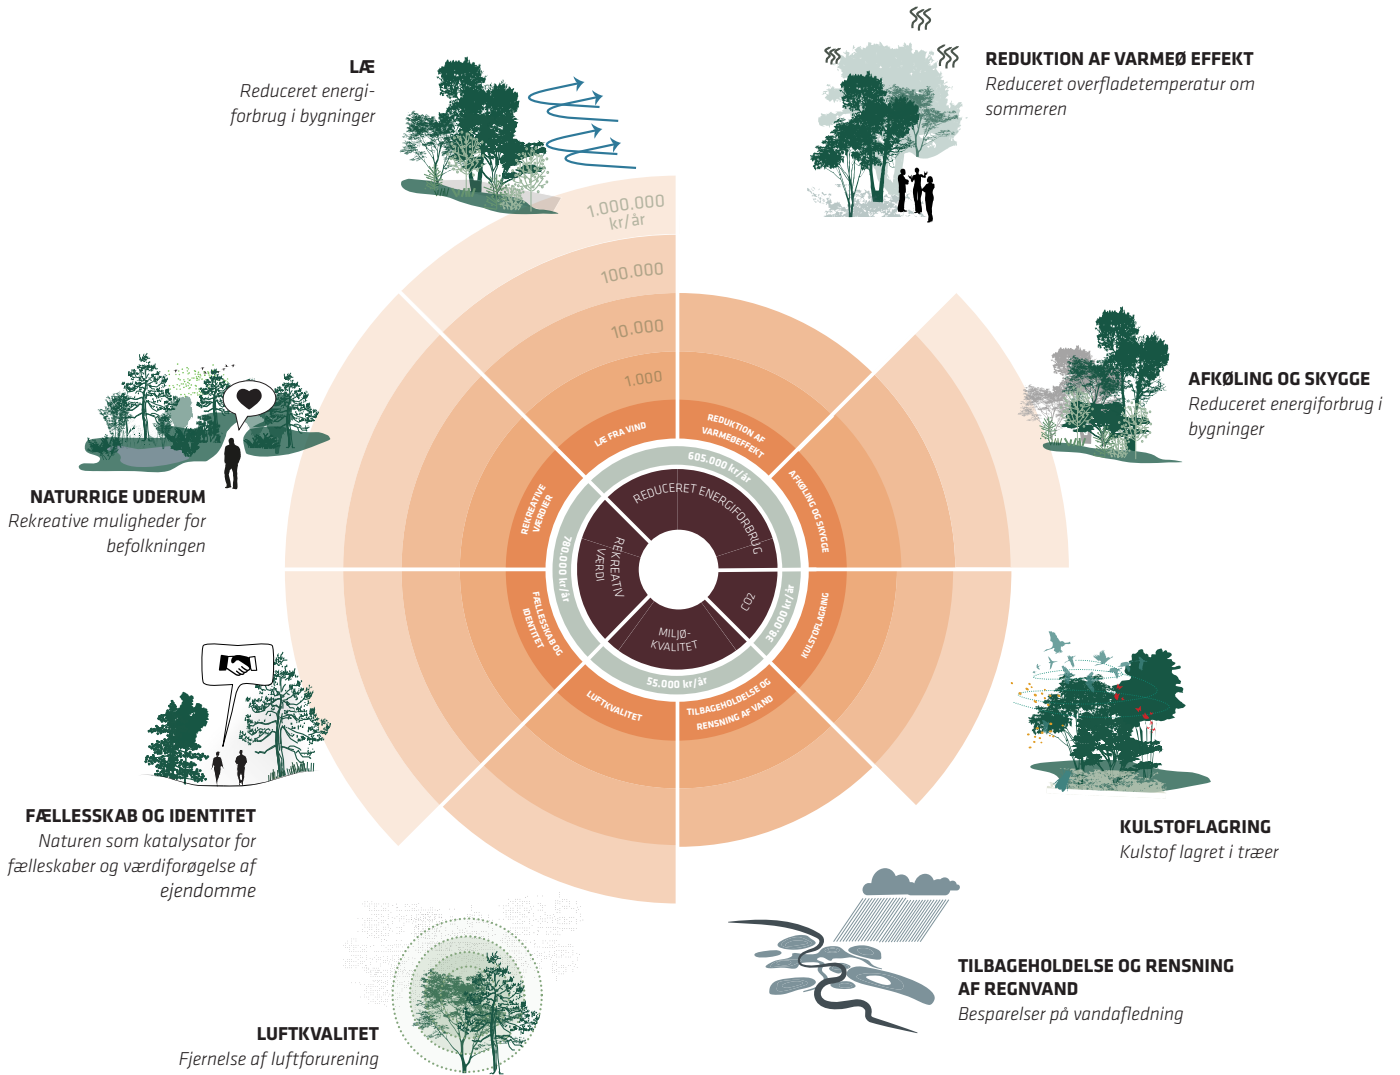 LÆ
Reduceret energi-
forbrug i bygninger
REDUKTION AF VARMEØ EFFEKT
Reduceret overfladetemperatur om
sommeren
AFKØLING OG SKYGGE
Reduceret energiforbrug i
bygninger
KULSTOFLAGRING
Kulstof lagret i træer
TILBAGEHOLDELSE OG RENSNING
AF REGNVAND
Besparelser på vandafledning
LUFTKVALITET
Fjernelse af luftforurening
FÆLLESSKAB OG IDENTITET
Naturen som katalysator for
fælleskaber og værdiforøgelse af
ejendomme
NATURRIGE UDERUM
Rekreative muligheder for
befolkningen
1.000.000
kr/år
100.000
10.000
1.000
LÆ FRA VIND
REDUKTION AF
VARMEØEFFEKT
AFKØLING OG SKYGGE
KULSTOFLAGRING
TILBAGEHOLDELSE OG
RENSNING AF VAND
LUFTKVALITET
FÆLLESSKAB OG
IDENTITET
REKREATIVE
VÆRDIER
605.000 kr/år
38.000 kr/år
55.000 kr/år
780.000 kr/år
REDUCERET ENERGIFORBRUG
CO2
MILJØ-
KVALITET
REKREATIV
VÆRDI